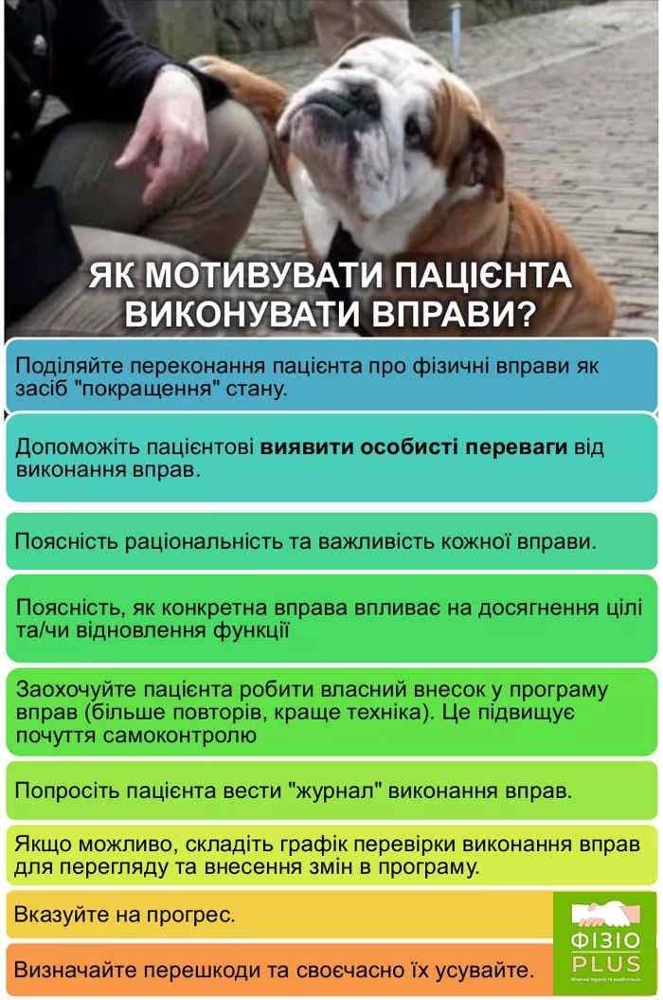 ЯК МОТИВУВАТИ ПАЦІЄНТА
ВИКОНУВАТИ ВПРАВИ?
Поділяйте переконання пацієнта про фізичні вправи як
засіб "покращення" стану.
Допоможіть пацієнтові виявити особисті переваги від
виконання вправ.
Поясність раціональність та важливість кожної вправи.
Поясність, як конкретна вправа впливає на досягнення цілі
та/чи відновлення функції
Заохочуйте пацієнта робити власний внесок у програму
вправ (більше повторів, краще техніка). Це підвищує
почуття самоконтролю
Попросіть пацієнта вести "журнал" виконання вправ.
Якщо можливо, складіть графік перевірки виконання вправ
для перегляду та внесення змін в програму.
Вказуйте на прогрес.
Визначайте перешкоди та своєчасно їх усувайте.
ФІЗІО
PLUS
Фізична терапія та реабілітація